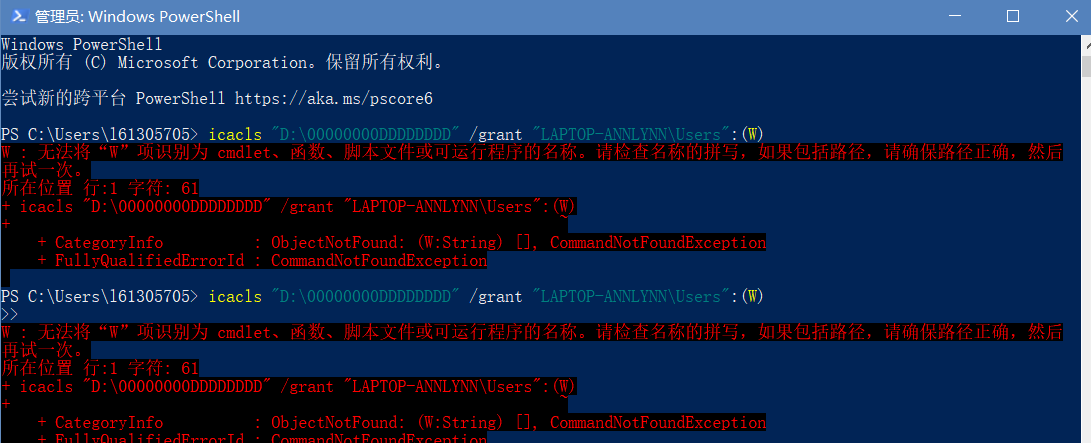 管理员: Windows PowerShell
Windows PowerShell
版权所有 (C) Microsoft Corporation。保留所有权利。
尝试新的跨平台 PowerShell https://aka.ms/pscore6
PS C:\Users\l61305705> icacls "D:\00000000DDDDDDDD" /grant "LAPTOP-ANNLYNN\Users":(W)
W : 无法将“W”项识别为 cmdlet、函数、脚本文件或可运行程序的名称。请检查名称的拼写，如果包括路径，请确保路径正确，然后
再试一次。
所在位置 行:1 字符: 61
+ icacls "D:\00000000DDDDDDDD" /grant "LAPTOP-ANNLYNN\Users":(W)
+                                                             ~
    + CategoryInfo          : ObjectNotFound: (W:String) [], CommandNotFoundException
    + FullyQualifiedErrorId : CommandNotFoundException
PS C:\Users\l61305705> icacls "D:\00000000DDDDDDDD" /grant "LAPTOP-ANNLYNN\Users":(W)
>>
W : 无法将“W”项识别为 cmdlet、函数、脚本文件或可运行程序的名称。请检查名称的拼写，如果包括路径，请确保路径正确，然后
再试一次。
所在位置 行:1 字符: 61
+ icacls "D:\00000000DDDDDDDD" /grant "LAPTOP-ANNLYNN\Users":(W)
+                                                             ~
    + CategoryInfo          : ObjectNotFound: (W:String) [], CommandNotFoundException
    + FullyQualifiedErrorId : CommandNotFoundException